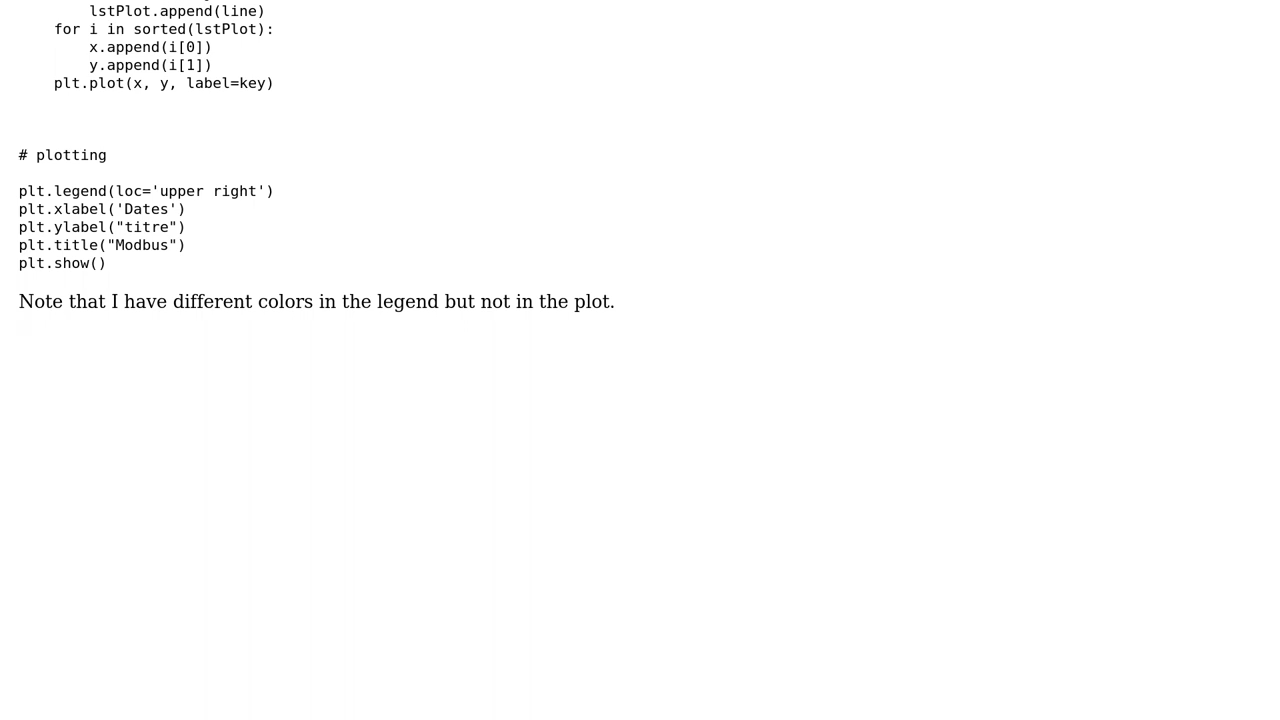 lstPlot.append(line)
    for i in sorted(lstPlot):
        x.append(i[0])
        y.append(i[1])
    plt.plot(x, y, label=key)
# plotting
plt.legend(loc='upper right')
plt.xlabel('Dates')
plt.ylabel("titre")
plt.title("Modbus")
plt.show()
Note that I have different colors in the legend but not in the plot.